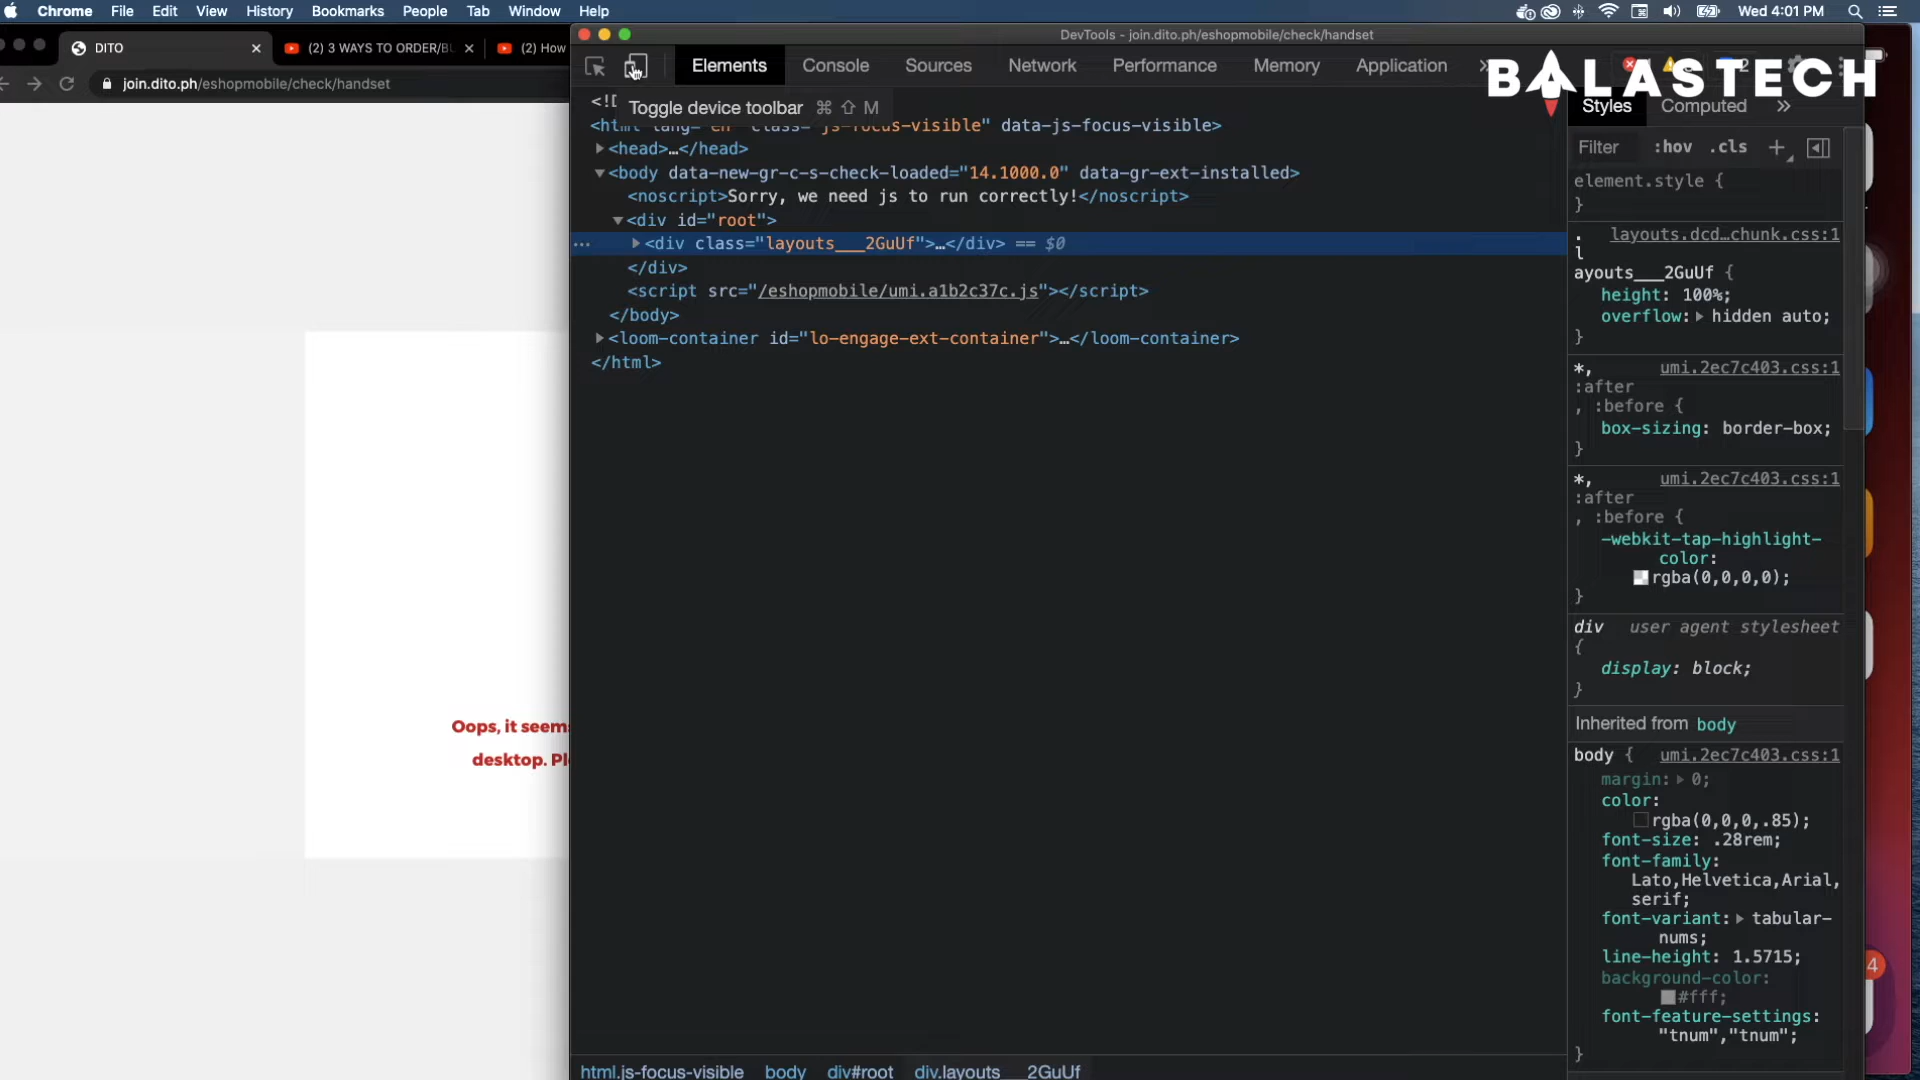 Chrome File Edit View History Bookmarks People Tab Window Help Wed 4:01 PM
DITO (2) 3 WAYS TO ORDER/B (2) How
DevTools - join.dito.ph/eshopmobile/check/handset
join.dito.ph/eshopmobile/check/handset
Elements Console Sources Network Performance Memory Application
BALASTECH
Toggle device toolbar ⌘ ⇧ M
Styles Computed
<html lang="en" class="js-focus-visible" data-js-focus-visible>
<head>…</head>
<body data-new-gr-c-s-check-loaded="14.1000.0" data-gr-ext-installed>
<noscript>Sorry, we need js to run correctly!</noscript>
<div id="root">
<div class="layouts___2GuUf">…</div> == $0
</div>
<script src="/eshopmobile/umi.a1b2c37c.js"></script>
</body>
<loom-container id="lo-engage-ext-container">…</loom-container>
</html>
Filter :hov .cls +
element.style {
}
. layouts.dcd…chunk.css:1
l
ayouts___2GuUf {
height: 100%;
overflow: hidden auto;
}
*, umi.2ec7c403.css:1
:after
, :before {
box-sizing: border-box;
}
*, umi.2ec7c403.css:1
:after
, :before {
-webkit-tap-highlight-
color:
rgba(0,0,0,0);
}
div user agent stylesheet
{
display: block;
}
Inherited from body
body { umi.2ec7c403.css:1
margin: 0;
color:
rgba(0,0,0,.85);
font-size: .28rem;
font-family:
Lato,Helvetica,Arial,
serif;
font-variant: tabular-
nums;
line-height: 1.5715;
background-color:
#fff;
font-feature-settings:
"tnum","tnum";
}
Oops, it seems
desktop. Pl
4
html.js-focus-visible body div#root div.layouts___2GuUf